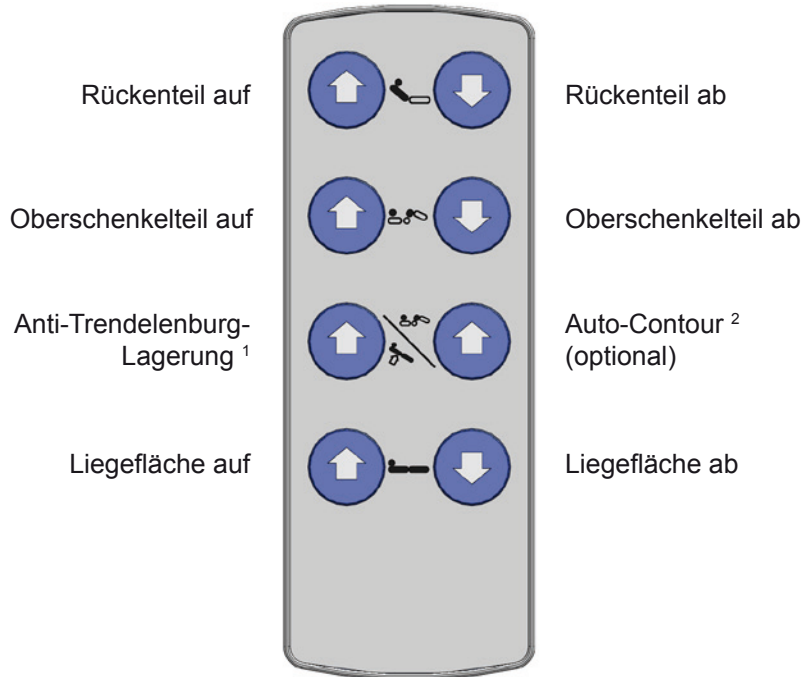 Rückenteil auf
Rückenteil ab
Oberschenkelteil auf
Oberschenkelteil ab
Anti-Trendelenburg-
Lagerung ¹
Auto-Contour ²
(optional)
Liegefläche auf
Liegefläche ab